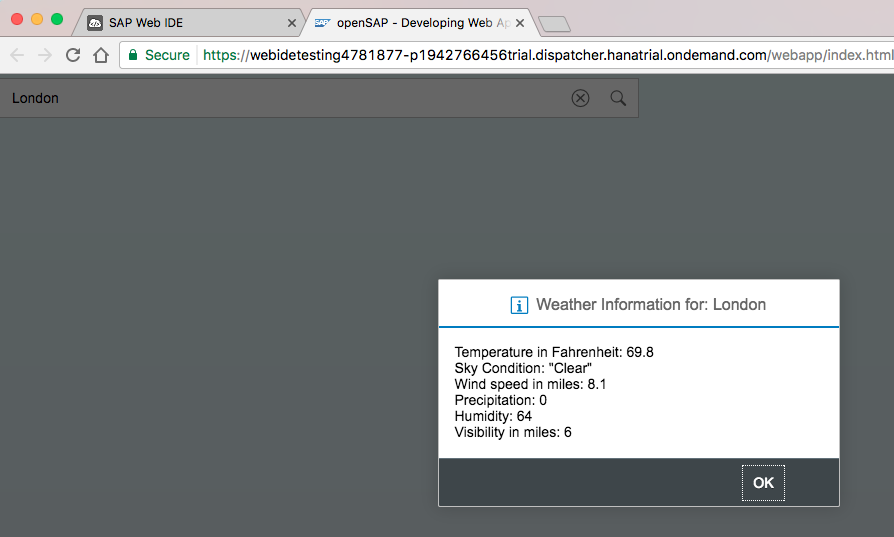 SAP Web IDE
SAP openSAP - Developing Web Ap
Secure https://webidetesting4781877-p1942766456trial.dispatcher.hanatrial.ondemand.com/webapp/index.html
London
Weather Information for: London
Temperature in Fahrenheit: 69.8
Sky Condition: "Clear"
Wind speed in miles: 8.1
Precipitation: 0
Humidity: 64
Visibility in miles: 6
OK